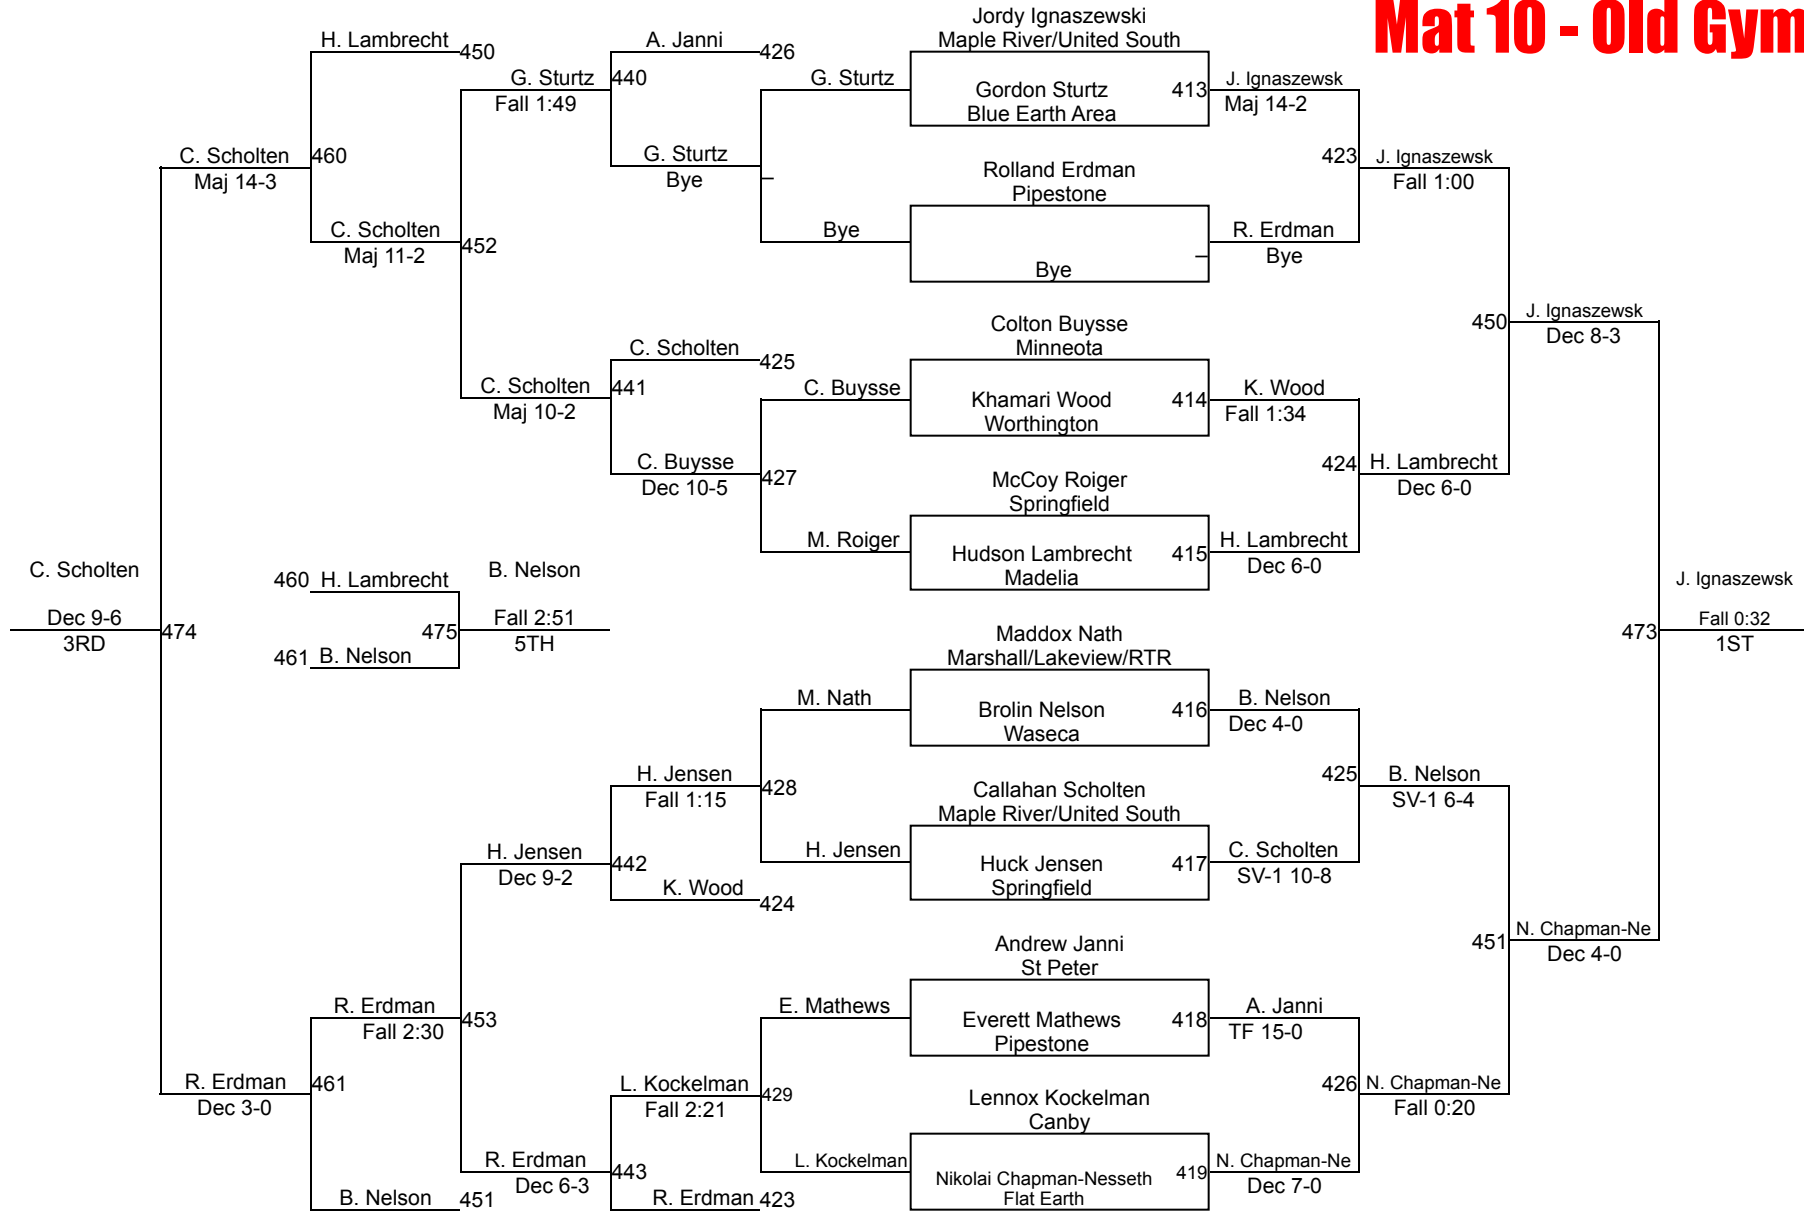 Mat 10 - Old Gym
Jordy Ignaszewski
H. Lambrecht
A. Janni
Maple River/United South
450
426
G. Sturtz
440
G. Sturtz
Gordon Sturtz
413
J. Ignaszewsk
Fall 1:49
Blue Earth Area
Maj 14-2
C. Scholten
460
G. Sturtz
423
J. Ignaszewsk
Maj 14-3
Bye
Rolland Erdman
Fall 1:00
Pipestone
C. Scholten
452
Bye
R. Erdman
Maj 11-2
Bye
Bye
Colton Buysse
450
J. Ignaszewsk
C. Scholten
425
Minneota
Dec 8-3
C. Scholten
441
C. Buysse
Khamari Wood
414
K. Wood
Maj 10-2
Worthington
Fall 1:34
C. Buysse
427
424
H. Lambrecht
Dec 10-5
McCoy Roiger
Dec 6-0
Springfield
M. Roiger
Hudson Lambrecht
415
H. Lambrecht
Madelia
Dec 6-0
C. Scholten
460
H. Lambrecht
B. Nelson
J. Ignaszewsk
Dec 9-6
474
475
Fall 2:51
473
Fall 0:32
3RD
5TH
1ST
461
B. Nelson
Maddox Nath
Marshall/Lakeview/RTR
M. Nath
Brolin Nelson
416
B. Nelson
Waseca
Dec 4-0
H. Jensen
428
425
B. Nelson
Fall 1:15
Callahan Scholten
SV-1 6-4
Maple River/United South
H. Jensen
442
H. Jensen
Huck Jensen
417
C. Scholten
Dec 9-2
Springfield
SV-1 10-8
K. Wood
424
Andrew Janni
451
N. Chapman-Ne
St Peter
Dec 4-0
R. Erdman
453
E. Mathews
Everett Mathews
418
A. Janni
Fall 2:30
Pipestone
TF 15-0
R. Erdman
461
L. Kockelman
429
426
N. Chapman-Ne
Dec 3-0
Fall 2:21
Lennox Kockelman
Fall 0:20
Canby
R. Erdman
443
L. Kockelman
Nikolai Chapman-Nesseth
419
N. Chapman-Ne
Dec 6-3
Flat Earth
Dec 7-0
B. Nelson
451
R. Erdman
423